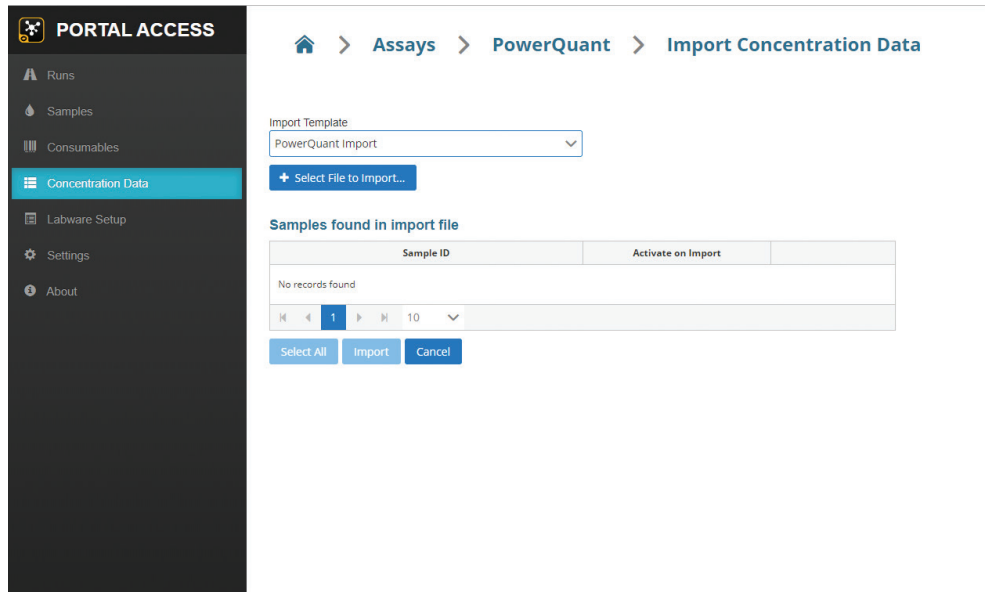 PORTAL ACCESS
Runs
Samples
Consumables
Concentration Data
Labware Setup
Settings
About
> Assays > PowerQuant > Import Concentration Data
Import Template
PowerQuant Import
+ Select File to Import...
Samples found in import file
Sample ID Activate on Import
No records found
1 10
Select All Import Cancel